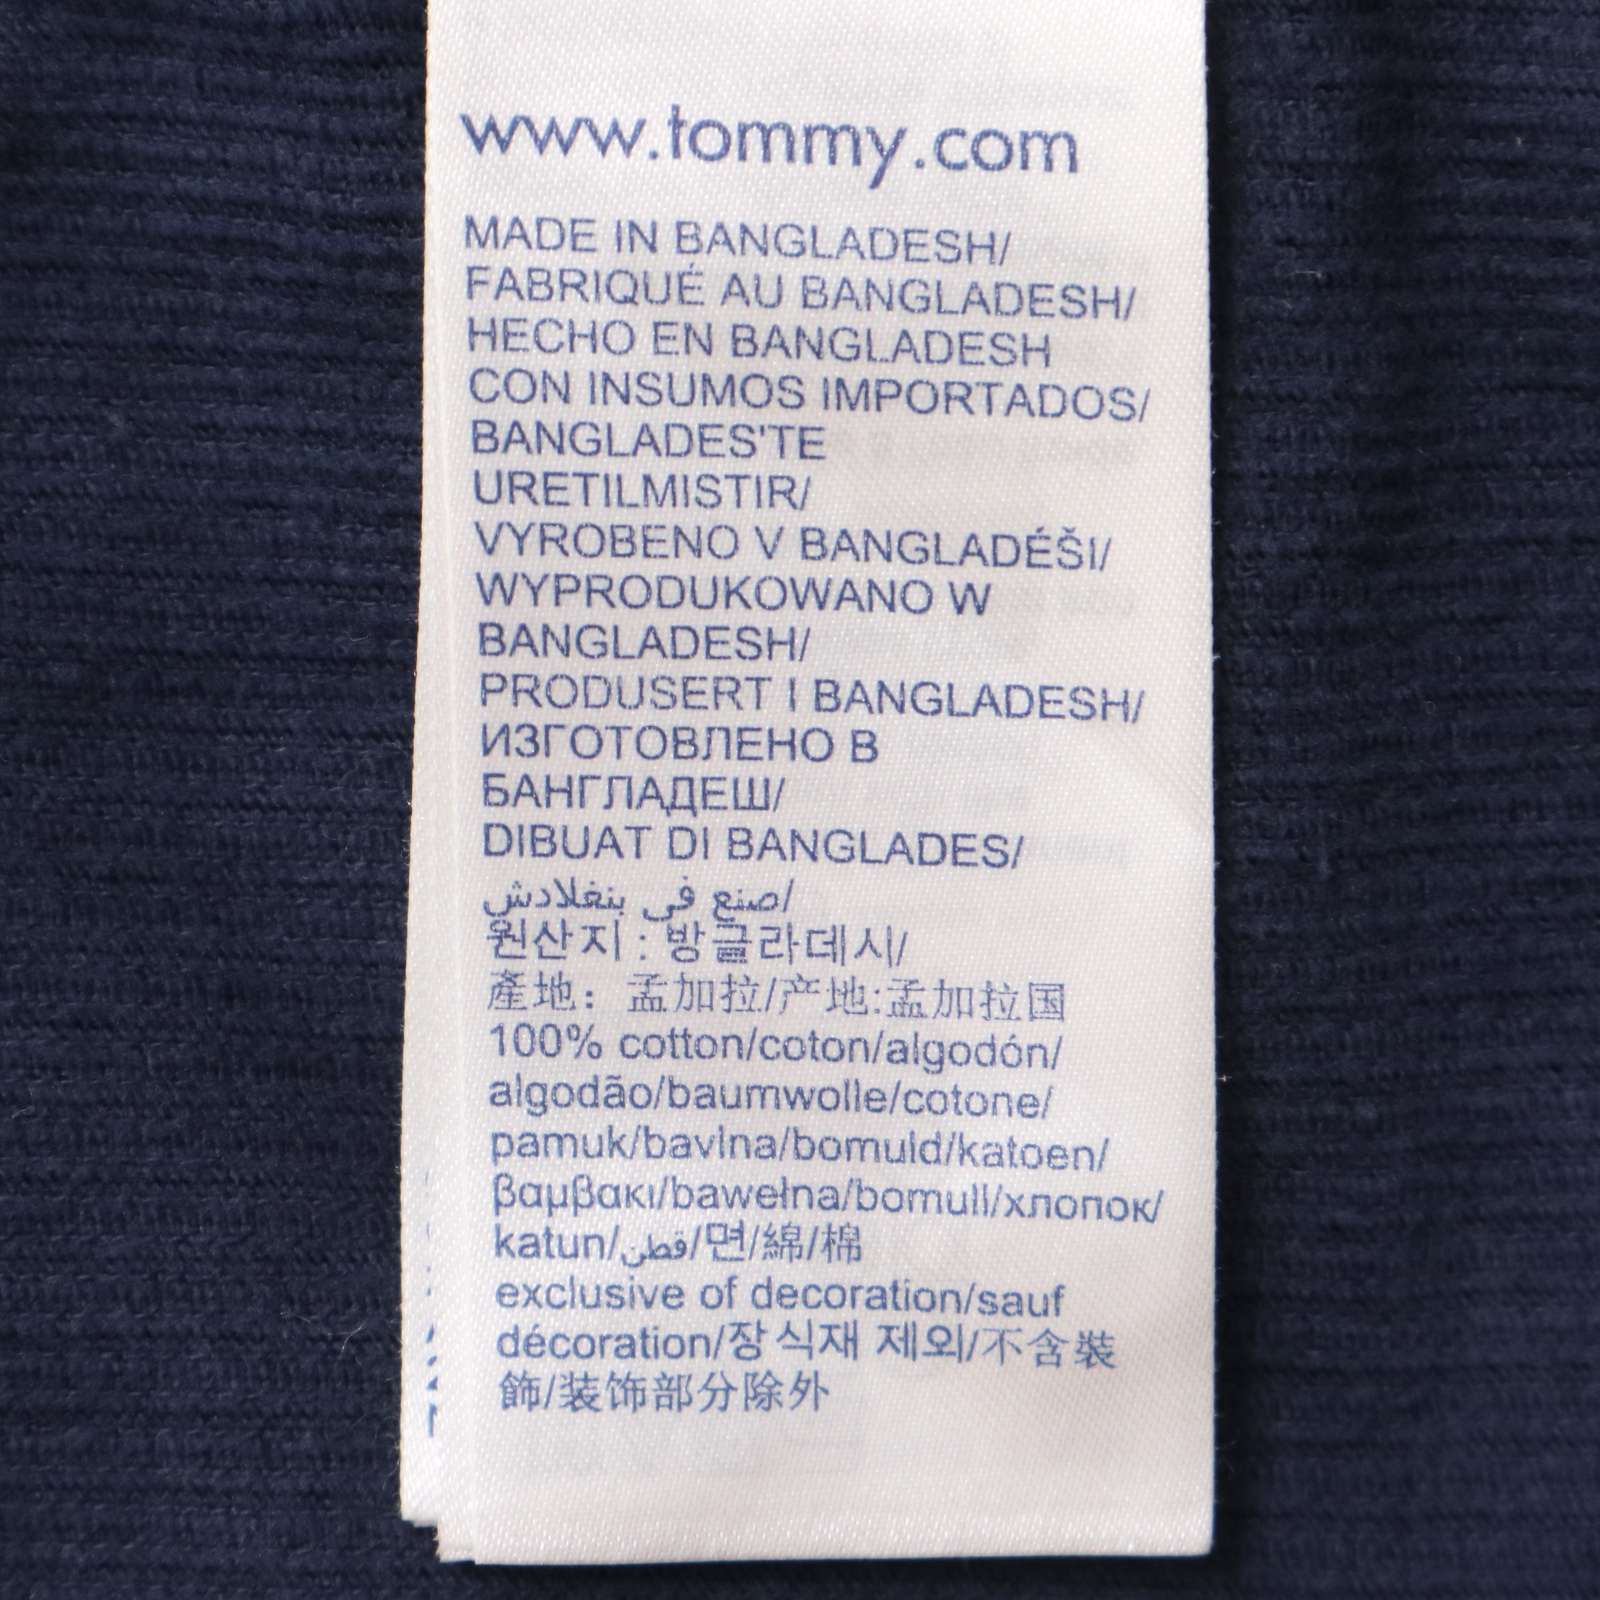 www.tommy.com
MADE IN BANGLADESH/
FABRIQUÉ AU BANGLADESH/
HECHO EN BANGLADESH
CON INSUMOS IMPORTADOS/
BANGLADES'TE
URETILMISTIR/
VYROBENO V BANGLADÉŠI/
WYPRODUKOWANO W
BANGLADESH/
PRODUSERT I BANGLADESH/
ИЗГОТОВЛЕНО В
БАНГЛАДЕШ/
DIBUAT DI BANGLADES/
صنع في بنغلادش/
원산지 : 방글라데시/
產地： 孟加拉/产地:孟加拉国
100% cotton/coton/algodón/
algodão/baumwolle/cotone/
pamuk/bavlna/bomuld/katoen/
βαμβακι/bawełna/bomull/хлопок/
katun/قطن/면/綿/棉
exclusive of decoration/sauf
décoration/장식재 제외/不含裝
飾/装饰部分除外